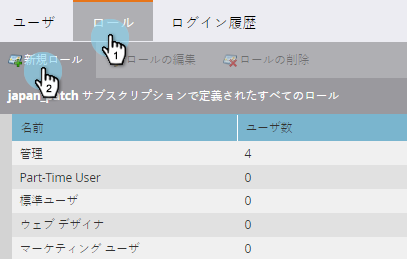 ユーザ ロール ログイン履歴
1
新規ロール ロールの編集 ロールの削除
2
japan_patch サブスクリプションで定義されたすべてのロール
名前 ユーザ数
管理 4
Part-Time User 0
標準ユーザ 0
ウェブ デザイナ 0
マーケティング ユーザ 0